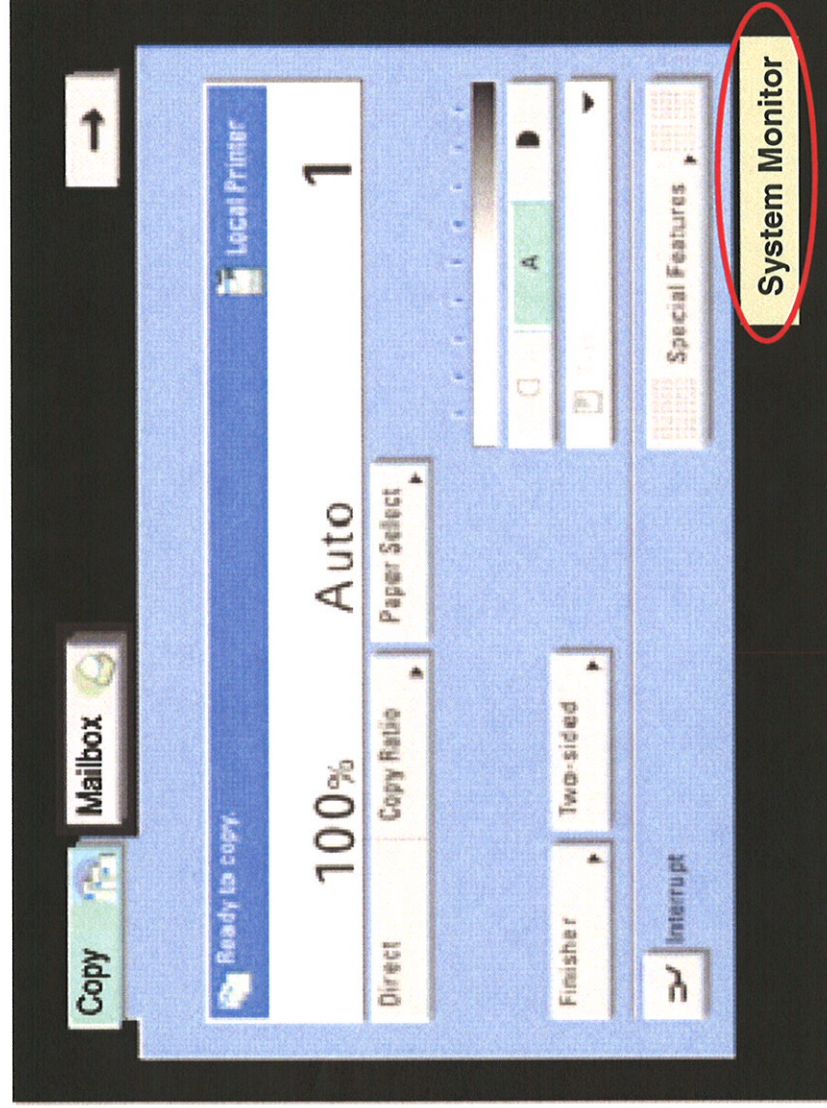 Copy
Mailbox
Ready to copy.
Local Printer
100%
Auto
1
Direct
Copy Ratio
Paper Select
A
Finisher
Two-sided
Interrupt
Special Features
System Monitor